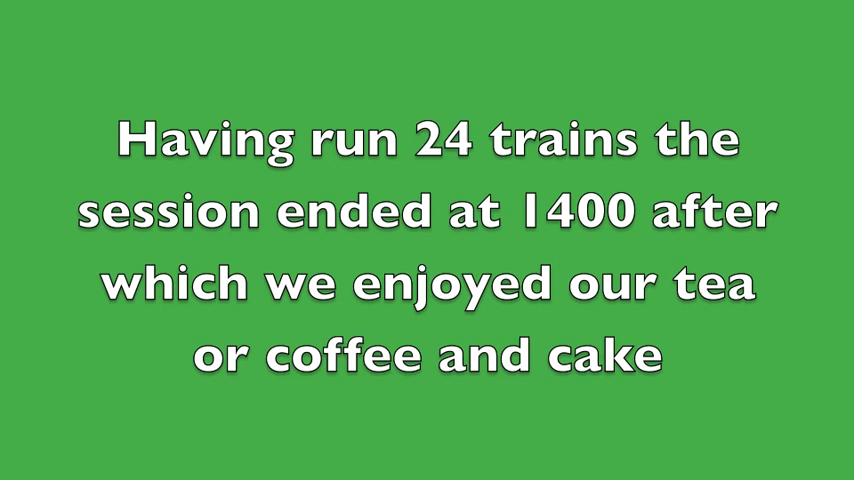 Having run 24 trains the
session ended at 1400 after
which we enjoyed our tea
or coffee and cake